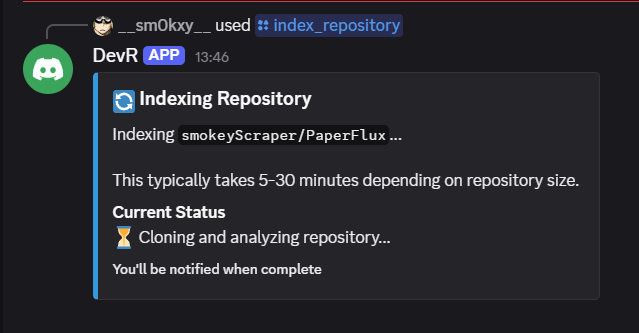 __sm0kxy__ used index_repository
DevR APP 13:46
Indexing Repository
Indexing smokeyScraper/PaperFlux...
This typically takes 5-30 minutes depending on repository size.
Current Status
⏳ Cloning and analyzing repository...
You'll be notified when complete